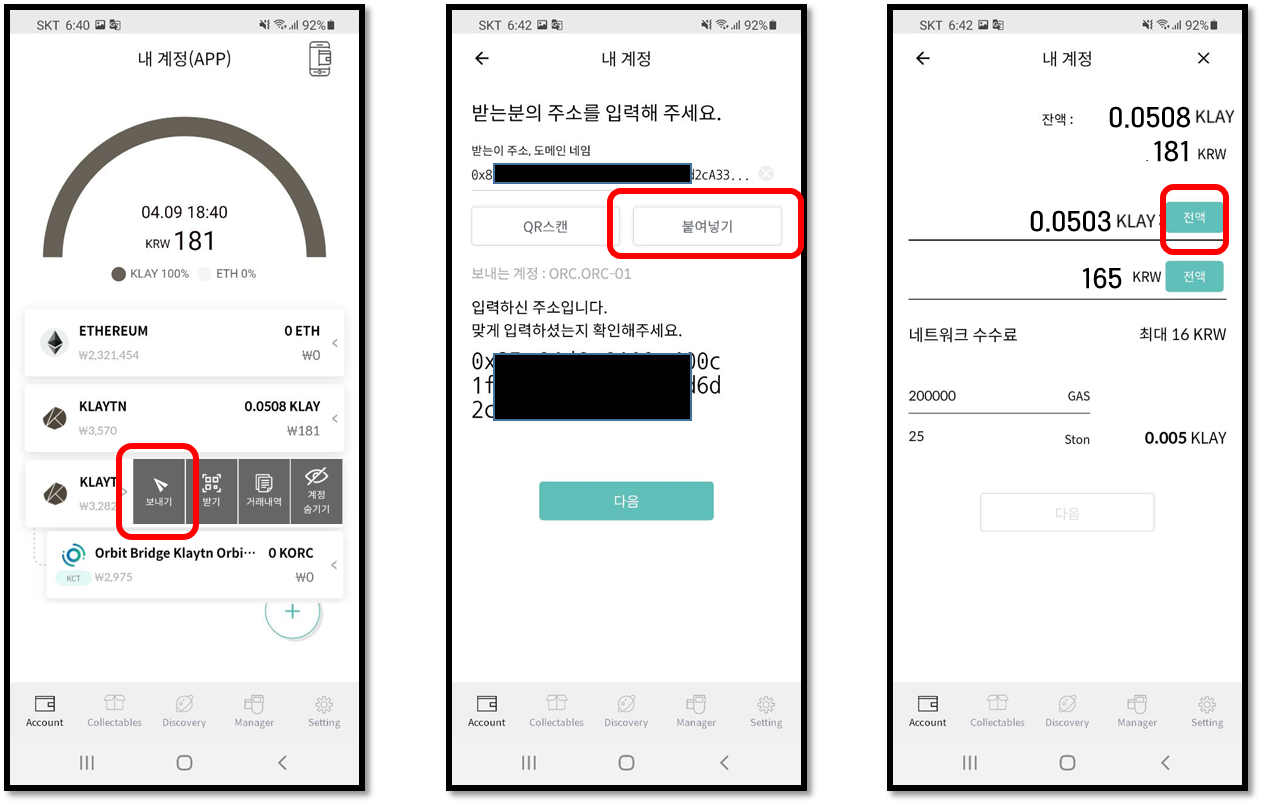 SKT 6:40
92%
내 계정(APP)
04.09 18:40
KRW 181
KLAY 100%
ETH 0%
ETHEREUM
0 ETH
₩2,321,454
₩0
KLAYTN
0.0508 KLAY
₩3,570
₩181
KLAYT
₩3,282
보내기
받기
거래내역
계정
숨기기
Orbit Bridge Klaytn Orbi···
0 KORC
KCT
₩2,975
₩0
+
Account
Collectables
Discovery
Manager
Setting
SKT 6:42
92%
내 계정
받는분의 주소를 입력해 주세요.
받는이 주소, 도메인 네임
0x8
d2cA33...
QR스캔
붙여넣기
보내는 계정 : ORC.ORC-01
입력하신 주소입니다.
맞게 입력하셨는지 확인해주세요.
0x
00c
1f
d6d
2c
다음
Account
Collectables
Discovery
Manager
Setting
SKT 6:42
92%
내 계정
잔액 :
0.0508 KLAY
181 KRW
0.0503 KLAY
전액
165 KRW
전액
네트워크 수수료
최대 16 KRW
200000
GAS
25
Ston
0.005 KLAY
다음
Account
Collectables
Discovery
Manager
Setting